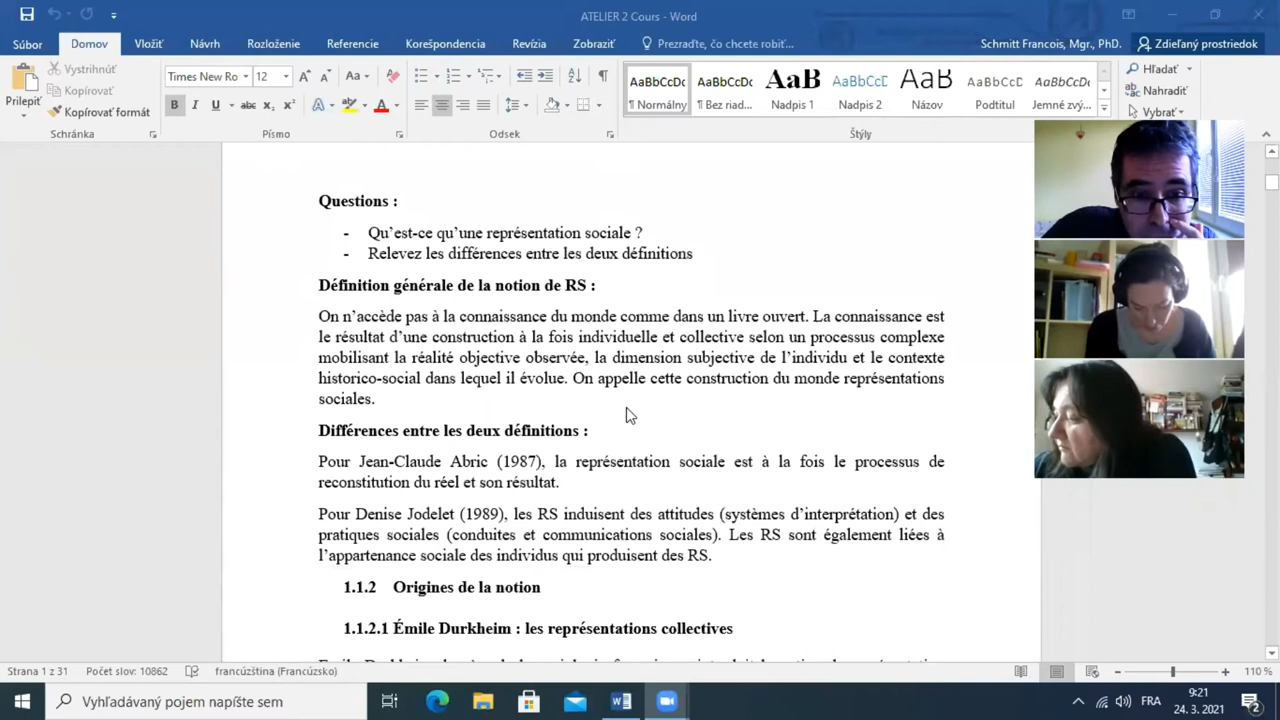 ATELIER 2 Cours - Word
Súbor Domov Vložiť Návrh Rozloženie Referencie Korešpondencia Revízia Zobraziť Prezraďte, čo chcete robiť... Schmitt Francois, Mgr., PhD. Zdieľaný prostriedok
Prilepiť
Vystrihnúť
Kopírovať
Kopírovať formát
Schránka
Times New Ro 12
Písmo
Odsek
AaBbCcDc AaBbCcDc AaB AaBbCcD AaB AaBbCcD AaBbCcDc
¶ Normálny ¶ Bez riad... Nadpis 1 Nadpis 2 Názov Podtitul Jemné zvý...
Štýly
Hľadať
Nahradiť
Vybrať
Questions :
- Qu’est-ce qu’une représentation sociale ?
- Relevez les différences entre les deux définitions
Définition générale de la notion de RS :
On n’accède pas à la connaissance du monde comme dans un livre ouvert. La connaissance est
le résultat d’une construction à la fois individuelle et collective selon un processus complexe
mobilisant la réalité objective observée, la dimension subjective de l’individu et le contexte
historico-social dans lequel il évolue. On appelle cette construction du monde représentations
sociales.
Différences entre les deux définitions :
Pour Jean-Claude Abric (1987), la représentation sociale est à la fois le processus de
reconstitution du réel et son résultat.
Pour Denise Jodelet (1989), les RS induisent des attitudes (systèmes d’interprétation) et des
pratiques sociales (conduites et communications sociales). Les RS sont également liées à
l’appartenance sociale des individus qui produisent des RS.
1.1.2 Origines de la notion
1.1.2.1 Émile Durkheim : les représentations collectives
Strana 1 z 31 Počet slov: 10862 francúzština (Francúzsko) 110 %
Vyhľadávaný pojem napíšte sem
FRA
9:21
24. 3. 2021
2